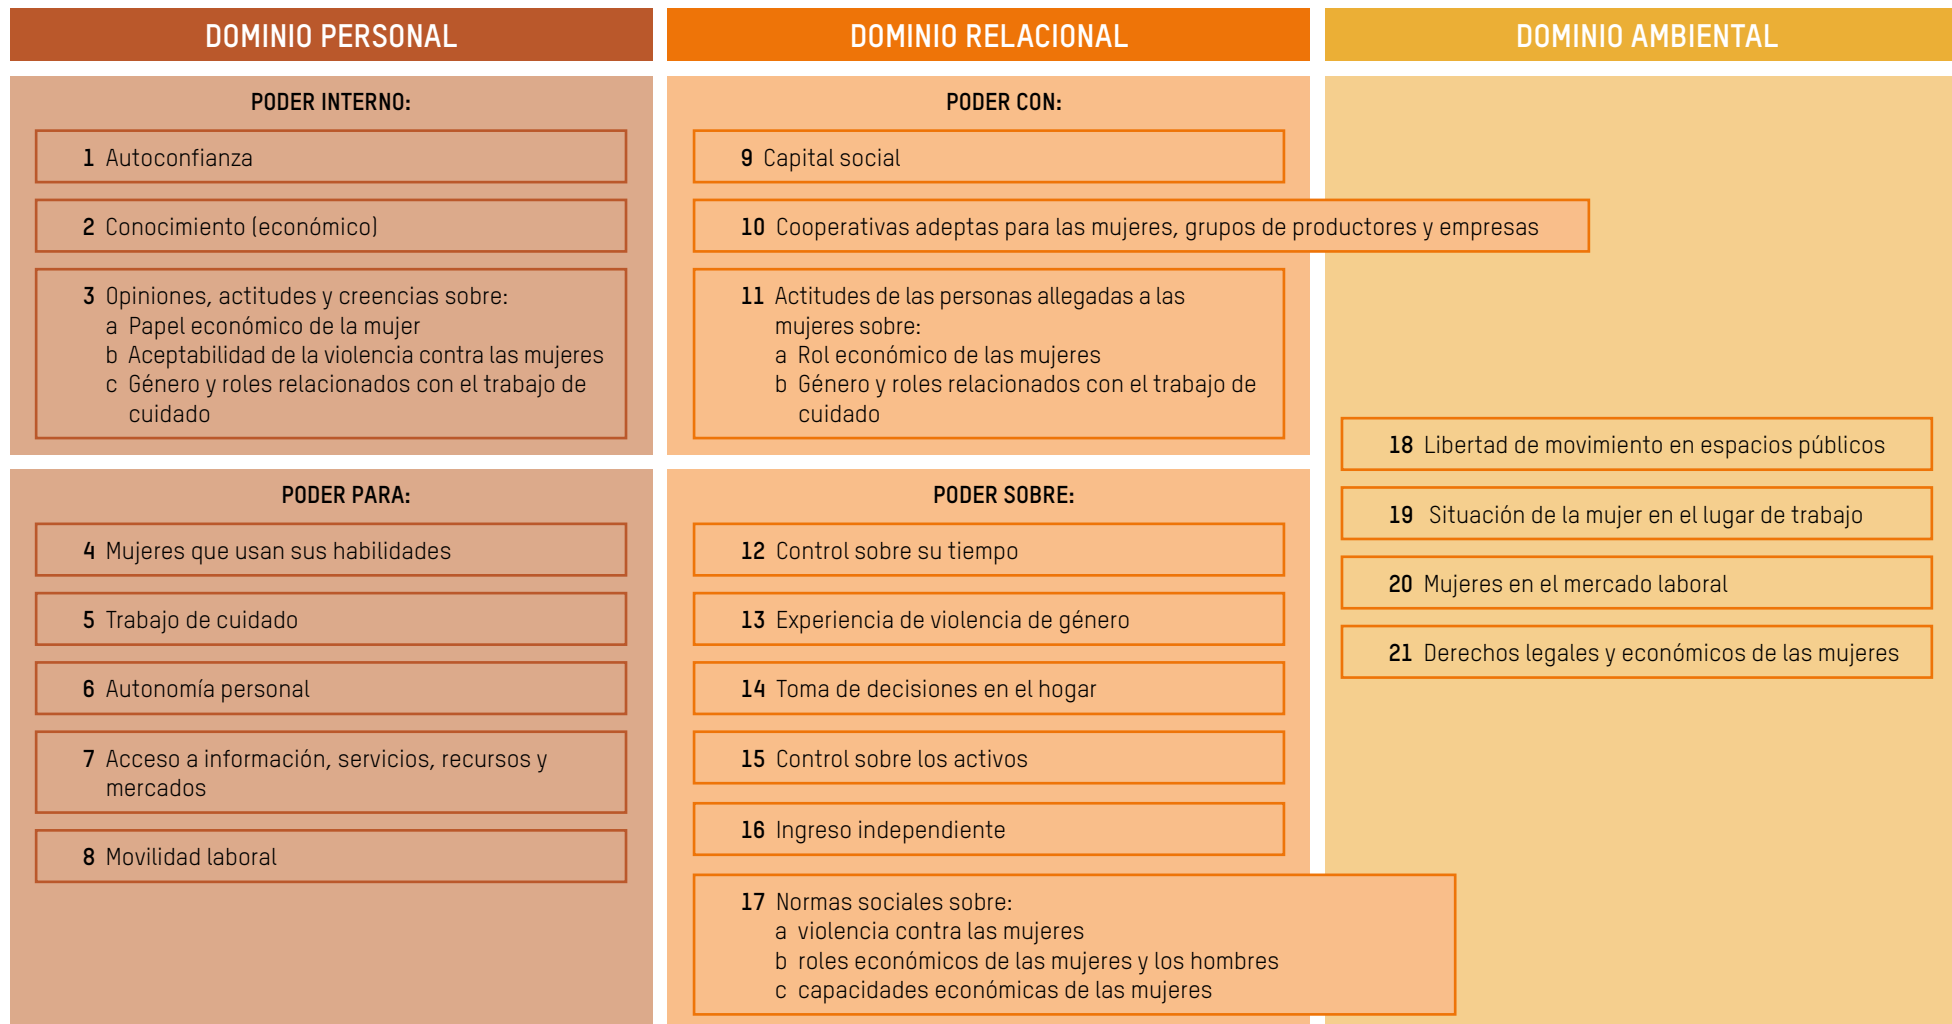 DOMINIO PERSONAL
PODER INTERNO:
1 Autoconfianza
2 Conocimiento (económico)
3 Opiniones, actitudes y creencias sobre:
a Papel económico de la mujer
b Aceptabilidad de la violencia contra las mujeres
c Género y roles relacionados con el trabajo de
cuidado
PODER PARA:
4 Mujeres que usan sus habilidades
5 Trabajo de cuidado
6 Autonomía personal
7 Acceso a información, servicios, recursos y
mercados
8 Movilidad laboral
DOMINIO RELACIONAL
PODER CON:
9 Capital social
10 Cooperativas adeptas para las mujeres, grupos de productores y empresas
11 Actitudes de las personas allegadas a las
mujeres sobre:
a Rol económico de las mujeres
b Género y roles relacionados con el trabajo de
cuidado
PODER SOBRE:
12 Control sobre su tiempo
13 Experiencia de violencia de género
14 Toma de decisiones en el hogar
15 Control sobre los activos
16 Ingreso independiente
17 Normas sociales sobre:
a violencia contra las mujeres
b roles económicos de las mujeres y los hombres
c capacidades económicas de las mujeres
DOMINIO AMBIENTAL
18 Libertad de movimiento en espacios públicos
19 Situación de la mujer en el lugar de trabajo
20 Mujeres en el mercado laboral
21 Derechos legales y económicos de las mujeres